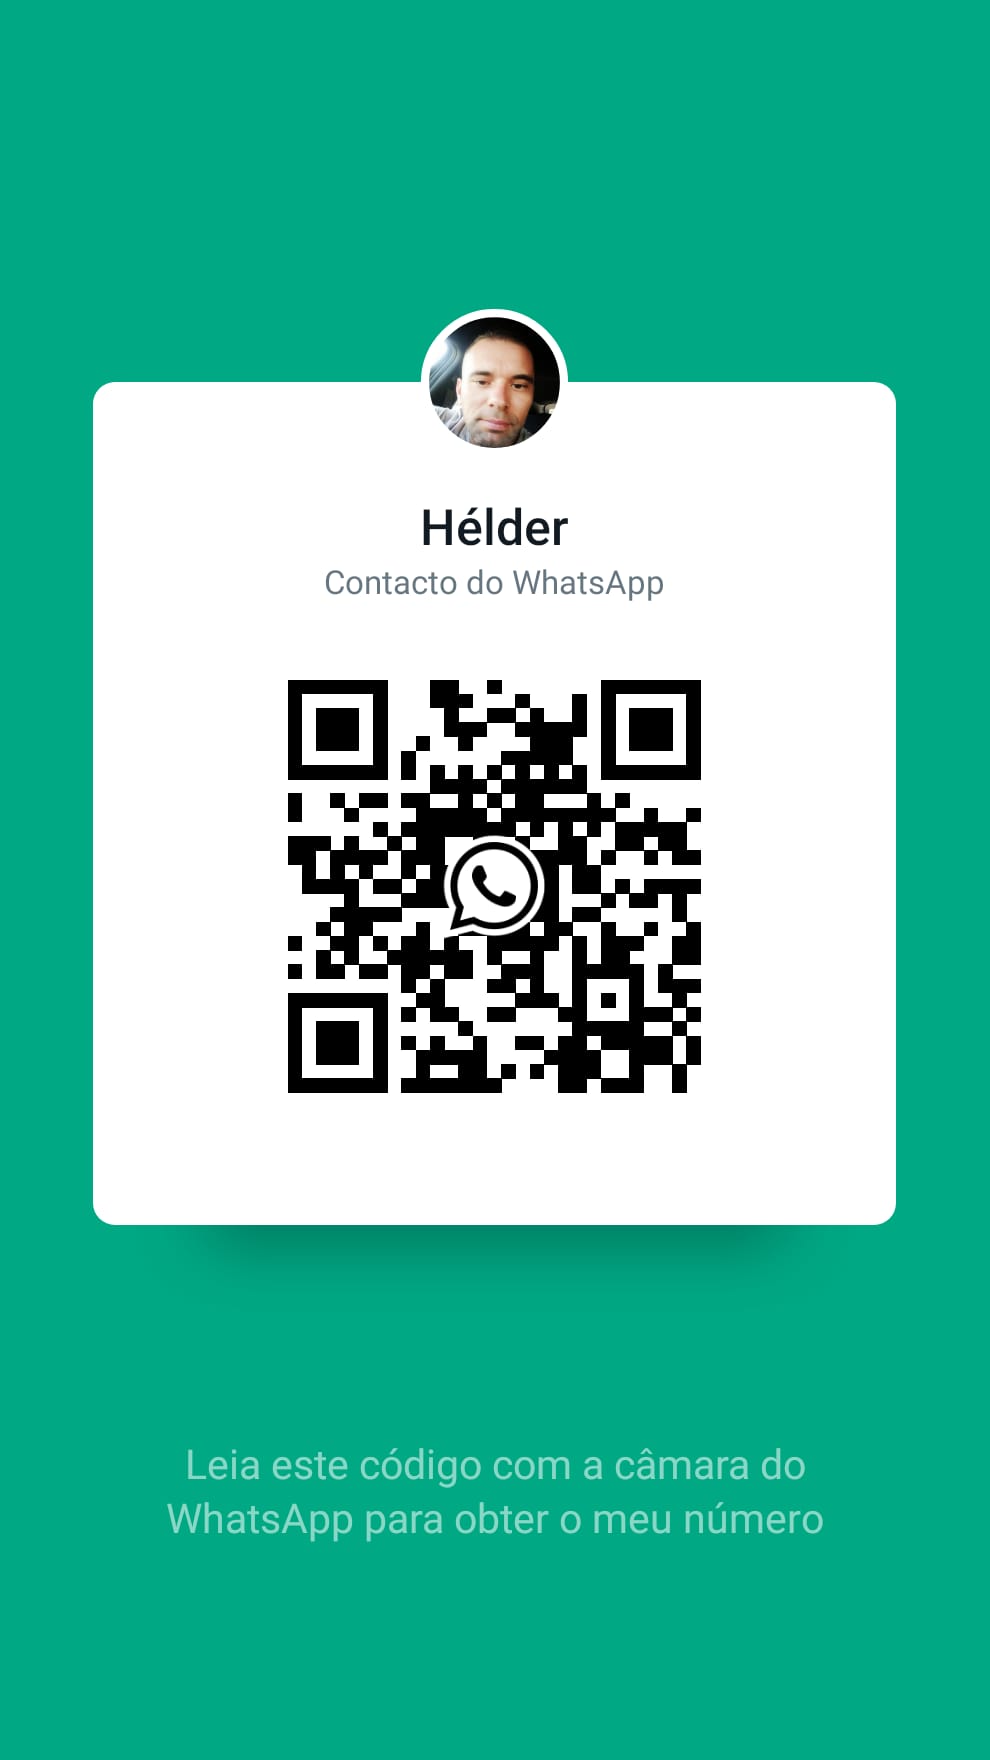 Hélder
Contacto do WhatsApp
Leia este código com a câmara do
WhatsApp para obter o meu número